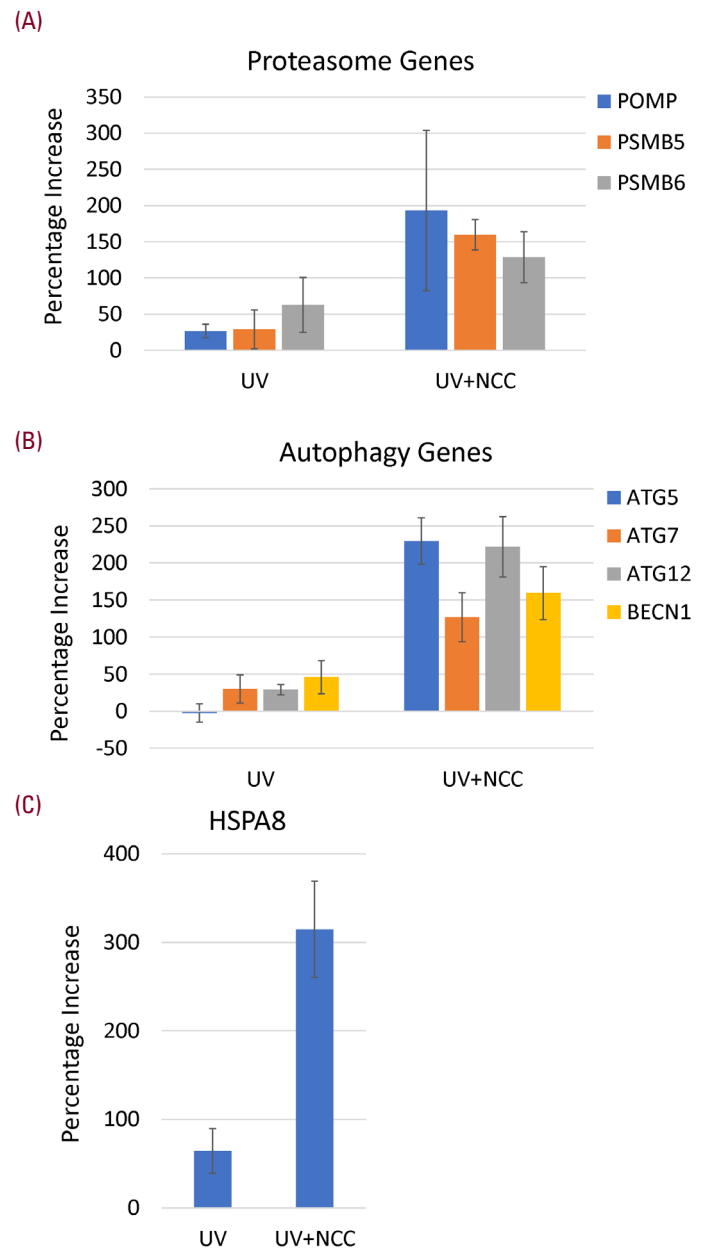 (A)
Proteasome Genes
Percentage Increase
350
300
250
200
150
100
50
0
UV
UV+NCC
POMP
PSMB5
PSMB6
(B)
Autophagy Genes
Percentage Increase
300
250
200
150
100
50
0
-50
UV
UV+NCC
ATG5
ATG7
ATG12
BECN1
(C)
HSPA8
Percentage Increase
400
300
200
100
0
UV
UV+NCC